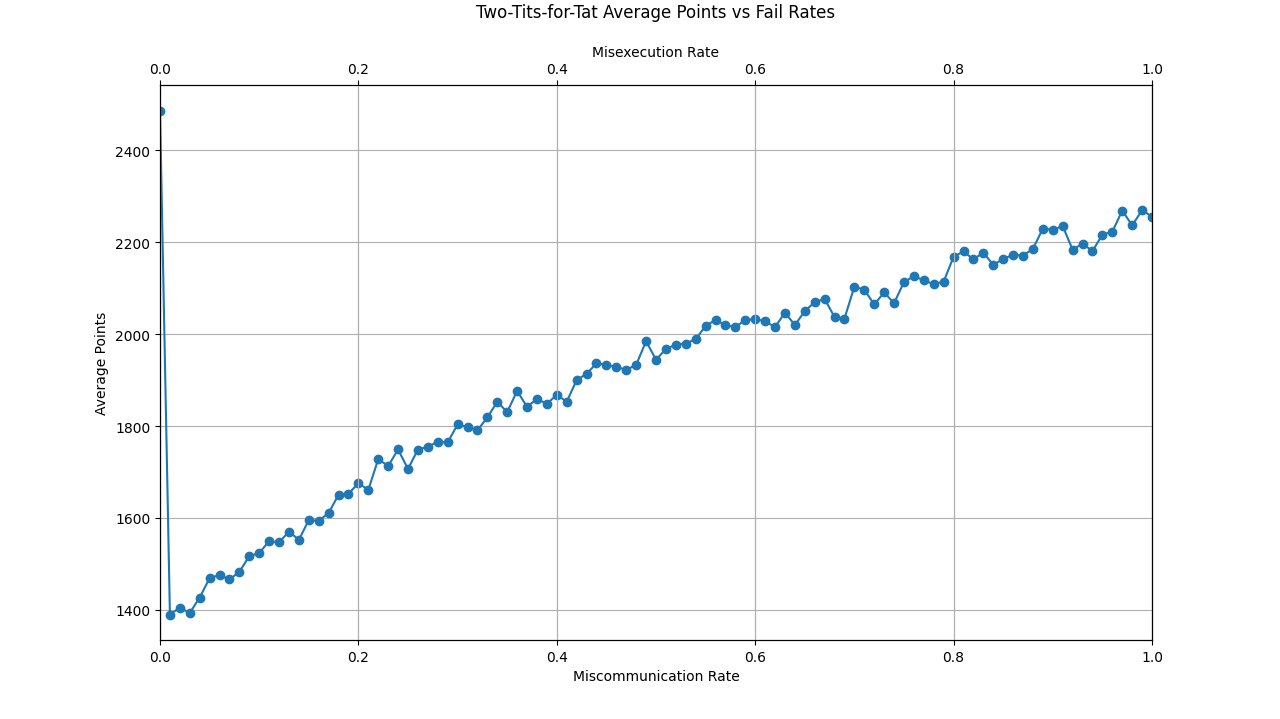 Two-Tits-for-Tat Average Points vs Fail Rates
Misexecution Rate
0.0 0.2 0.4 0.6 0.8 1.0
2400
2200
2000
1800
1600
1400
Average Points
0.0 0.2 0.4 0.6 0.8 1.0
Miscommunication Rate